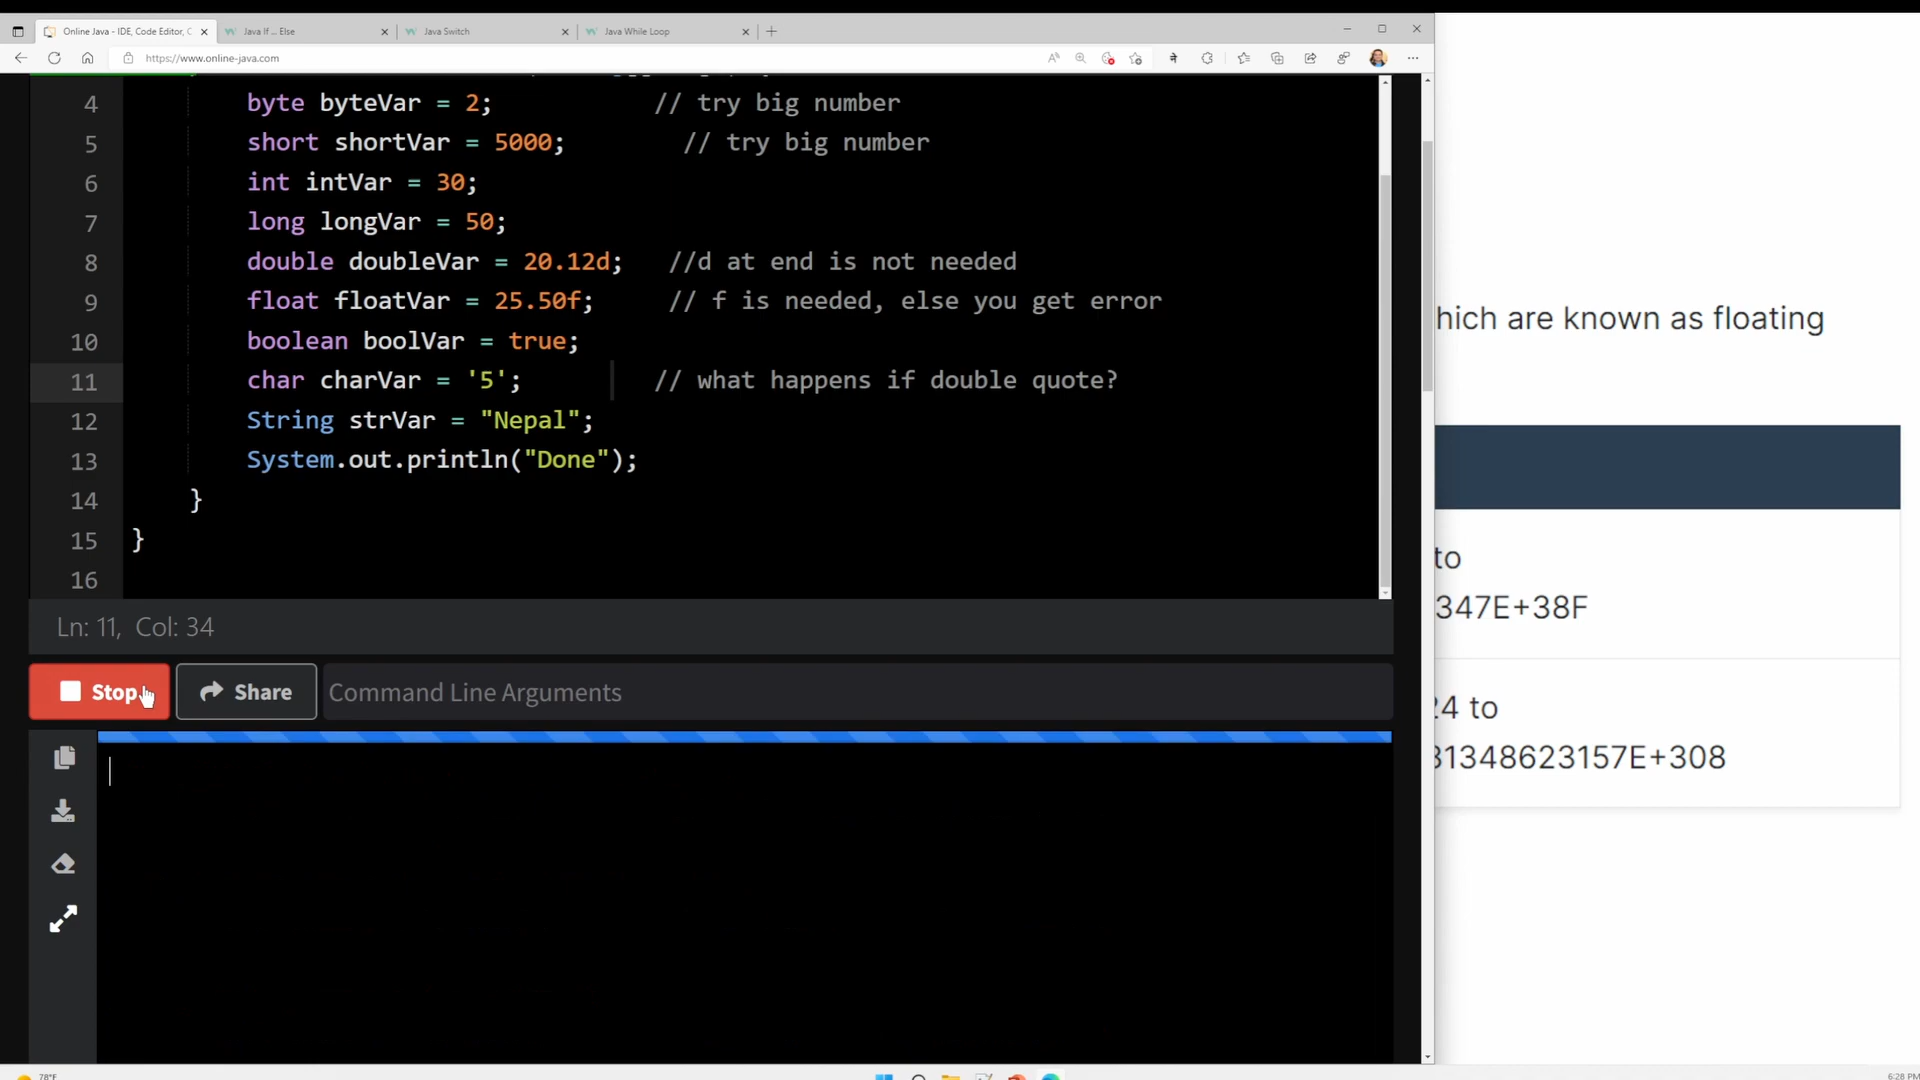 Online Java - IDE, Code Editor, C
Java If ... Else
Java Switch
Java While Loop
https://www.online-java.com
4 byte byteVar = 2; // try big number
5 short shortVar = 5000; // try big number
6 int intVar = 30;
7 long longVar = 50;
8 double doubleVar = 20.12d; //d at end is not needed
9 float floatVar = 25.50f; // f is needed, else you get error
10 boolean boolVar = true;
11 char charVar = '5'; // what happens if double quote?
12 String strVar = "Nepal";
13 System.out.println("Done");
14 }
15 }
16
Ln: 11, Col: 34
Stop
Share
Command Line Arguments
hich are known as floating
to
347E+38F
24 to
31348623157E+308
78°F
6:28 PM